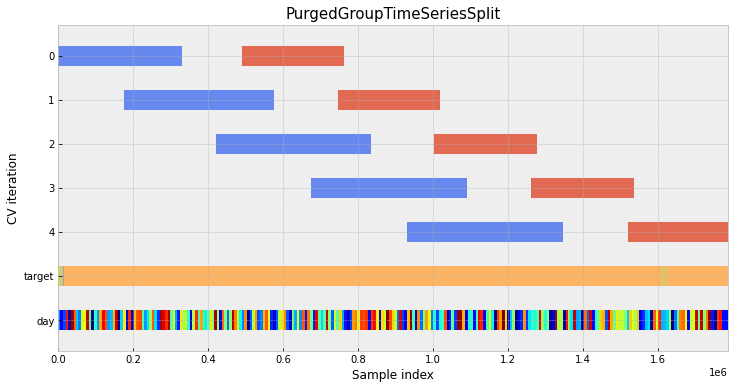 PurgedGroupTimeSeriesSplit
CV iteration
0
1
2
3
4
target
day
0.0 0.2 0.4 0.6 0.8 1.0 1.2 1.4 1.6
1e6
Sample index